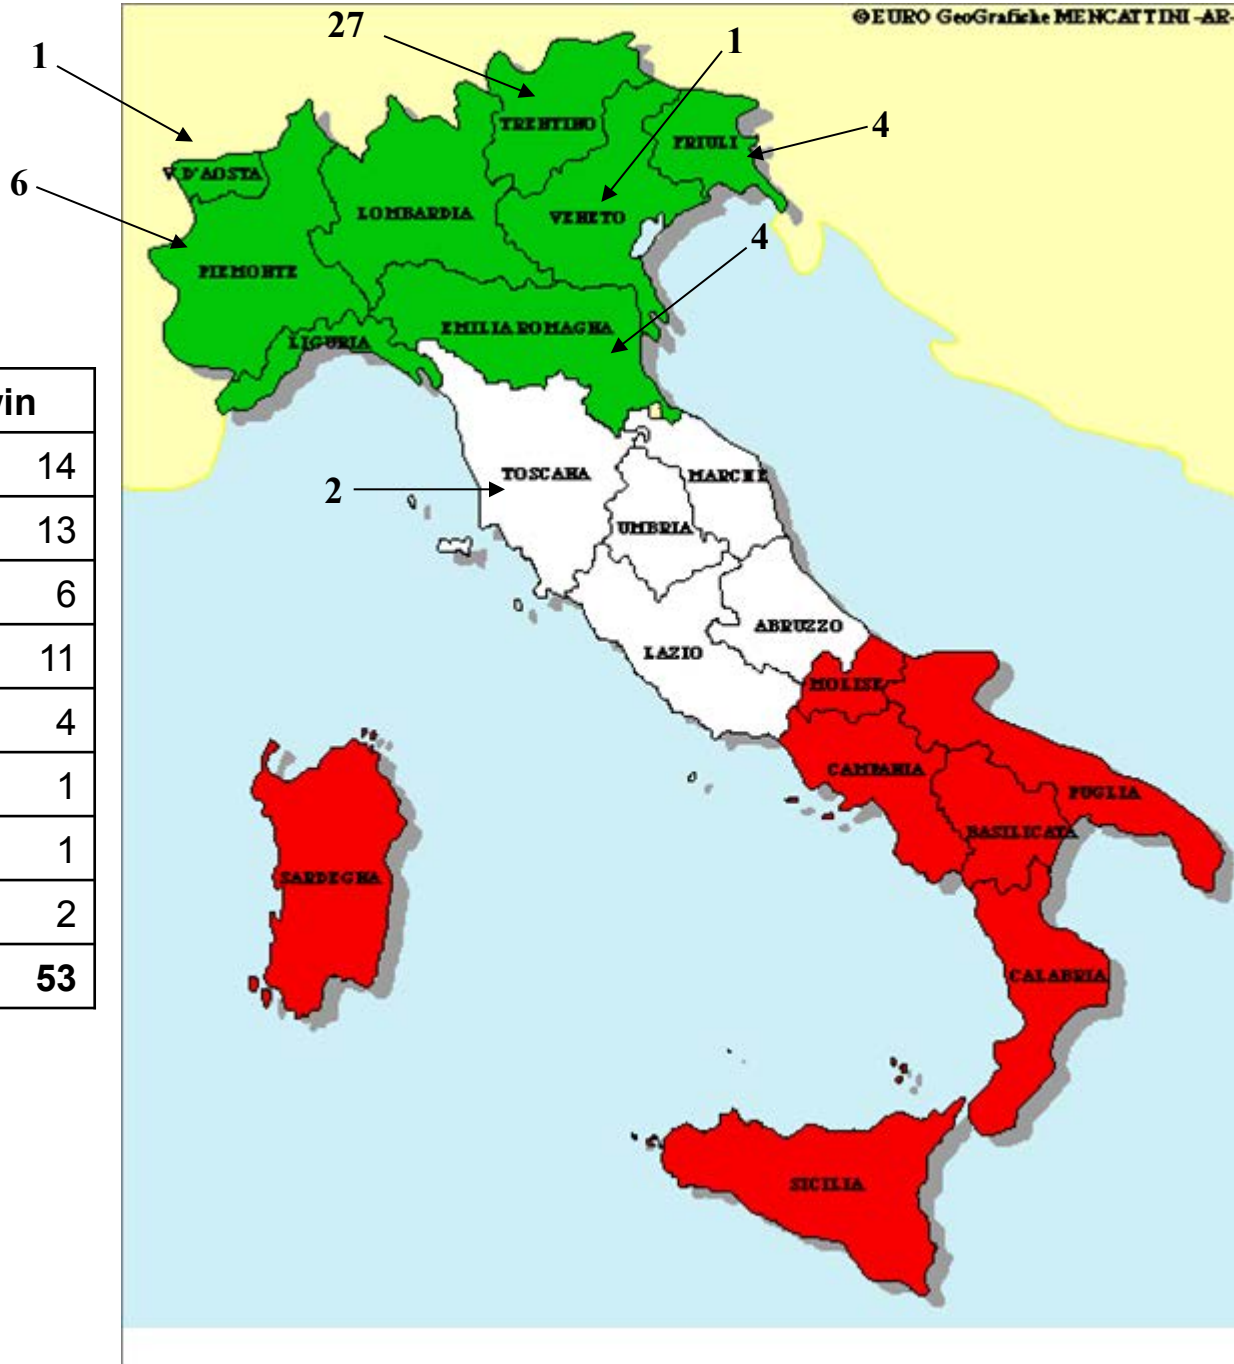 ©EURO GeoGrafiche MENCATTINI -AR-
27
1
1
4
TRENTINO
FRIULI
V.D'AOSTA
6
LOMBARDIA
VENETO
4
PIEMONTE
EMILIA ROMAGNA
LIGURIA
vin
14
13
6
11
4
1
1
2
53
TOSCANA
MARCHE
2
UMBRIA
ABRUZZO
LAZIO
MOLISE
CAMPANIA
PUGLIA
BASILICATA
SARDEGNA
CALABRIA
SICILIA